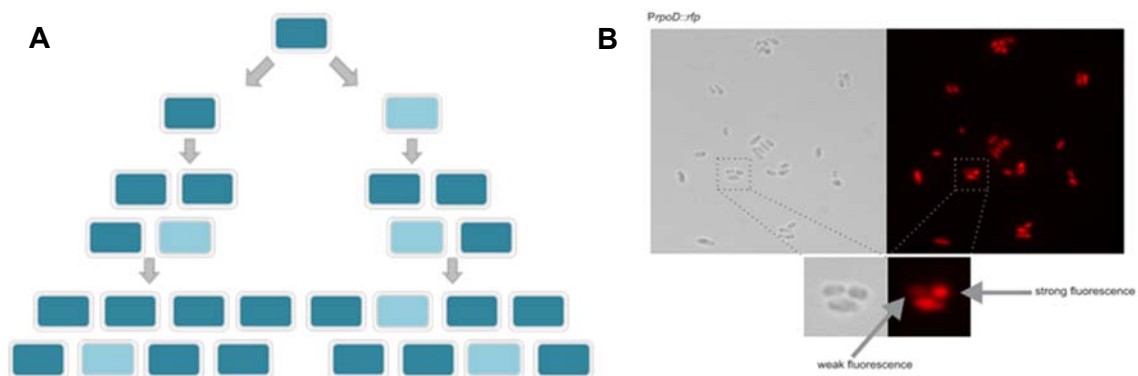 A
B
PrpoD::rfp
strong fluorescence
weak fluorescence